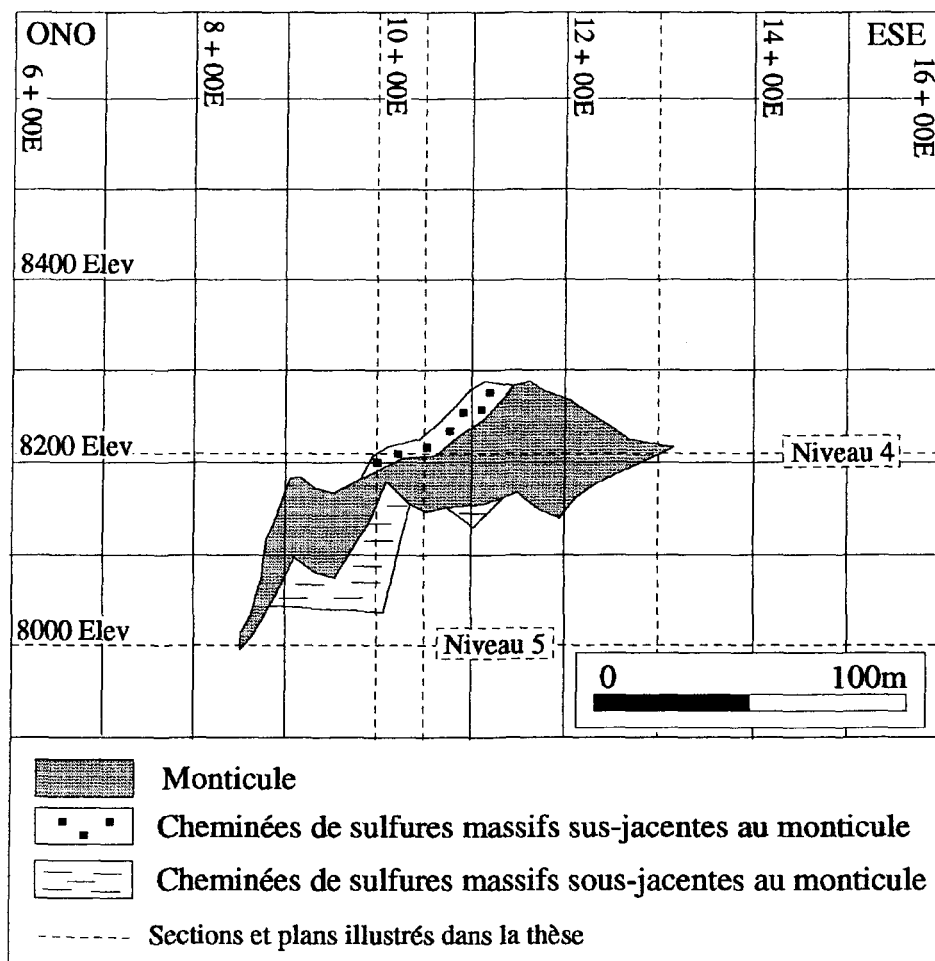 ONO
ESE
6 + 00E
8 + 00E
10 + 00E
12 + 00E
14 + 00E
16 + 00E
8400 Elev
8200 Elev
Niveau 4
8000 Elev
Niveau 5
0 100m
Monticule
Cheminées de sulfures massifs sus-jacentes au monticule
Cheminées de sulfures massifs sous-jacentes au monticule
Sections et plans illustrés dans la thèse